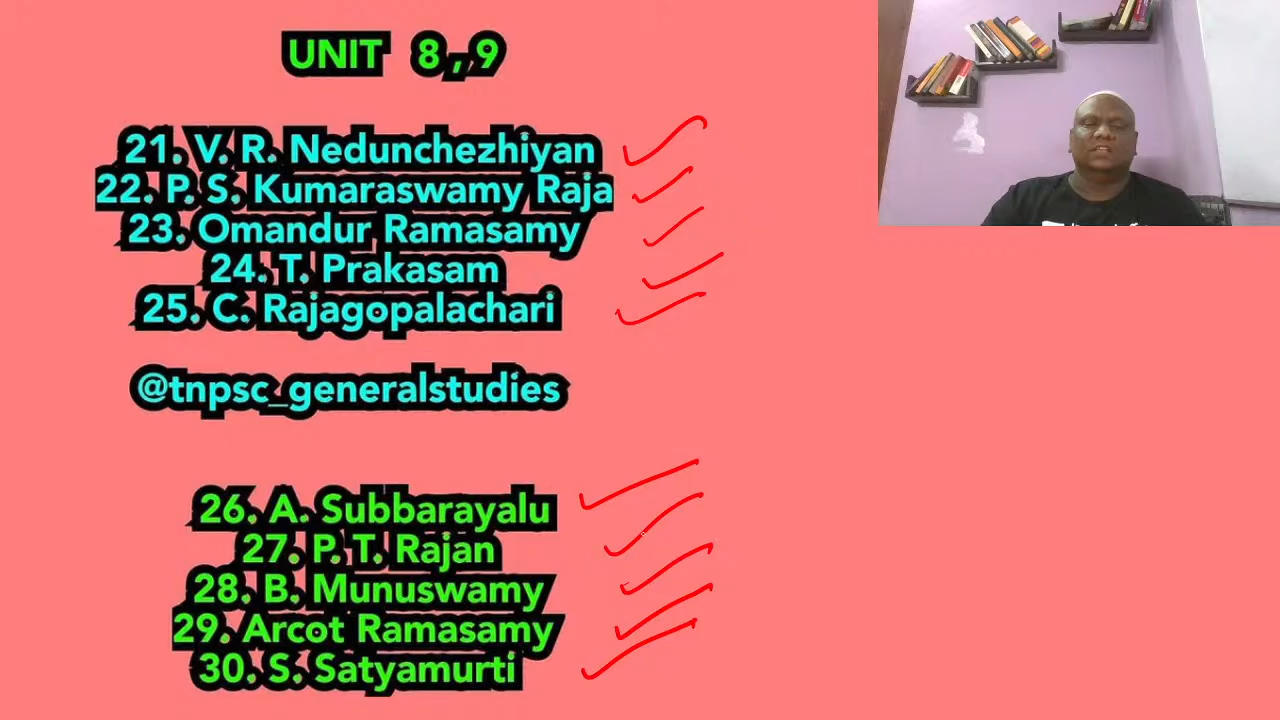 UNIT 8,9
21. V. R. Nedunchezhiyan
22. P. S. Kumaraswamy Raja
23. Omandur Ramasamy
24. T. Prakasam
25. C. Rajagopalachari
@tnpsc_generalstudies
26. A. Subbarayalu
27. P. T. Rajan
28. B. Munuswamy
29. Arcot Ramasamy
30. S. Satyamurti